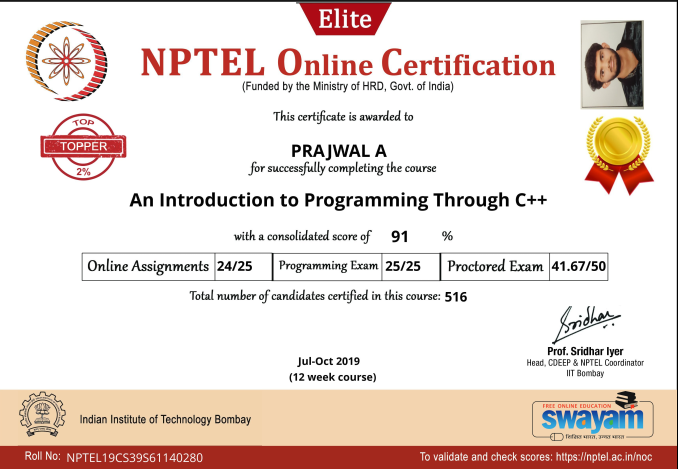 Elite
NPTEL Online Certification
(Funded by the Ministry of HRD, Govt. of India)
This certificate is awarded to
TOP
TOPPER
2%
PRAJWAL A
for successfully completing the course
An Introduction to Programming Through C++
with a consolidated score of 91 %
Online Assignments 24/25 Programming Exam 25/25 Proctored Exam 41.67/50
Total number of candidates certified in this course: 516
Sridhar
Prof. Sridhar Iyer
Head, CDEEP & NPTEL Coordinator
IIT Bombay
Jul-Oct 2019
(12 week course)
Indian Institute of Technology Bombay
FREE ONLINE EDUCATION
swayam
शिक्षित भारत, उन्नत भारत
Roll No: NPTEL19CS39S61140280
To validate and check scores: https://nptel.ac.in/noc